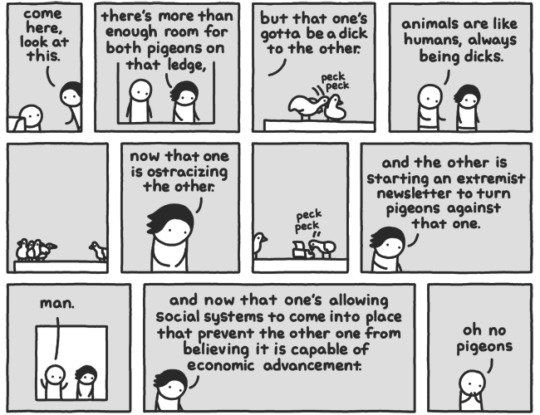 come
here,
look at
this.
there's more than
enough room for
both pigeons on
that ledge,
but that one's
gotta be a dick
to the other.
peck
peck
animals are like
humans, always
being dicks.
now that one
is ostracizing
the other.
peck
peck
and the other is
starting an extremist
newsletter to turn
pigeons against
that one.
man.
and now that one's allowing
social systems to come into place
that prevent the other one from
believing it is capable of
economic advancement.
oh no
pigeons